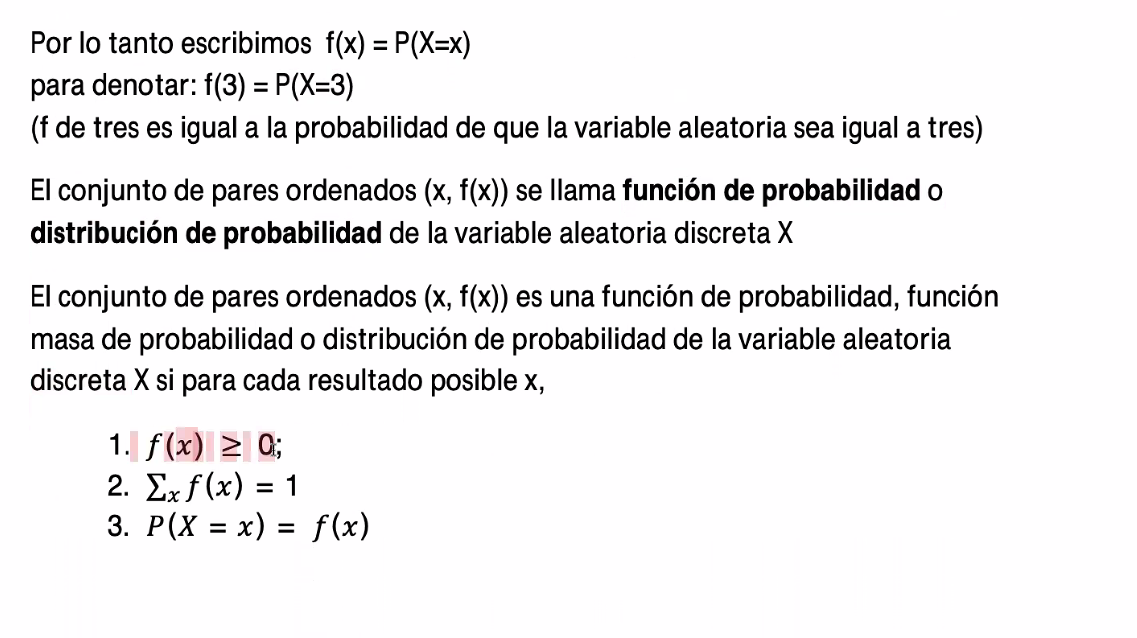 Por lo tanto escribimos f(x) = P(X=x)
para denotar: f(3) = P(X=3)
(f de tres es igual a la probabilidad de que la variable aleatoria sea igual a tres)
El conjunto de pares ordenados (x, f(x)) se llama función de probabilidad o
distribución de probabilidad de la variable aleatoria discreta X
El conjunto de pares ordenados (x, f(x)) es una función de probabilidad, función
masa de probabilidad o distribución de probabilidad de la variable aleatoria
discreta X si para cada resultado posible x,
1. f(x) ≥ 0;
2. ∑ₓ f(x) = 1
3. P(X = x) = f(x)